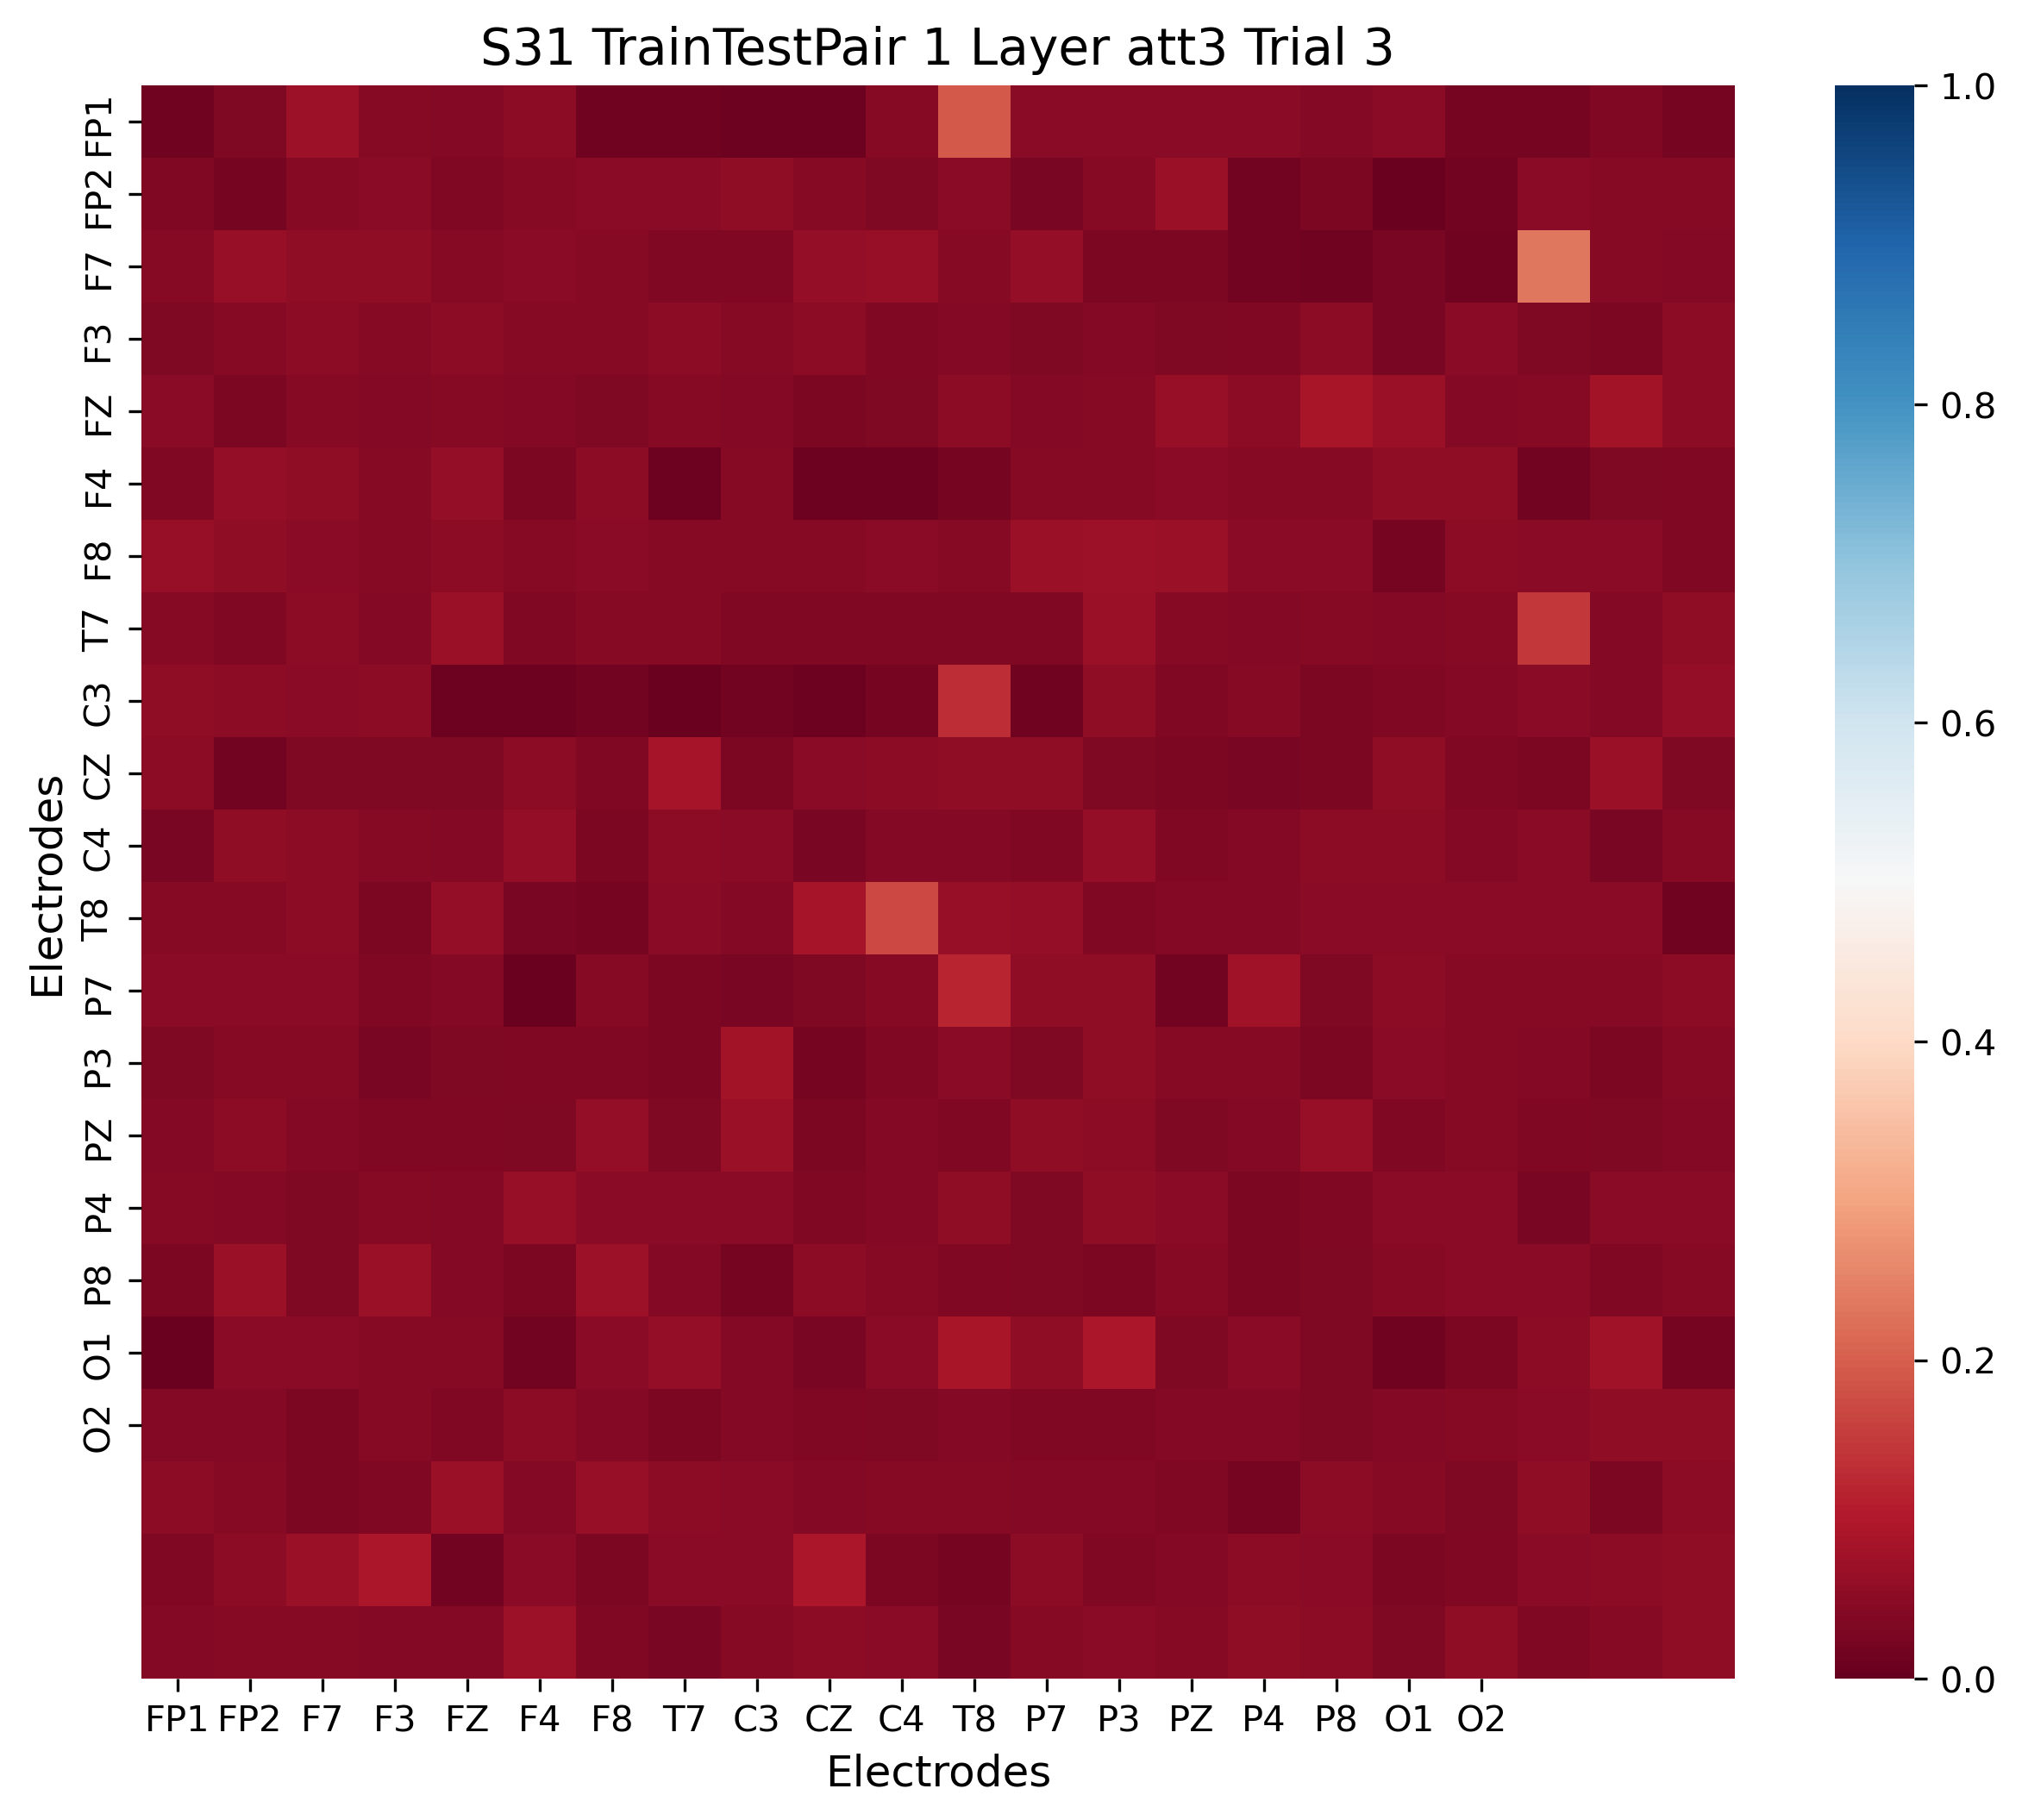 S31 TrainTestPair 1 Layer att3 Trial 3
Electrodes
FP1
FP2
F7
F3
FZ
F4
F8
T7
C3
CZ
C4
T8
P7
P3
PZ
P4
P8
O1
O2
FP1 FP2 F7 F3 FZ F4 F8 T7 C3 CZ C4 T8 P7 P3 PZ P4 P8 O1 O2
Electrodes
1.0
0.8
0.6
0.4
0.2
0.0